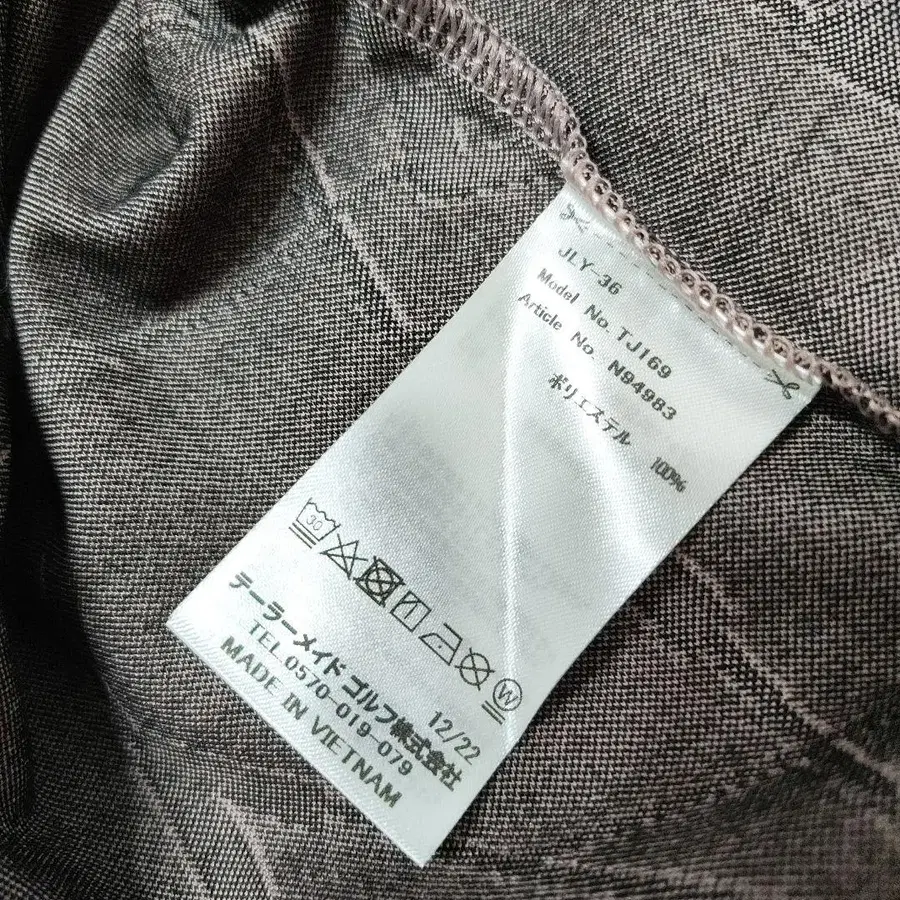 JLY-36
Model No. TJ169
Article No. N94983
ポリエステル 100%
30
W
12/22
テーラーメイド ゴルフ株式会社
TEL.0570-019-079
MADE IN VIETNAM